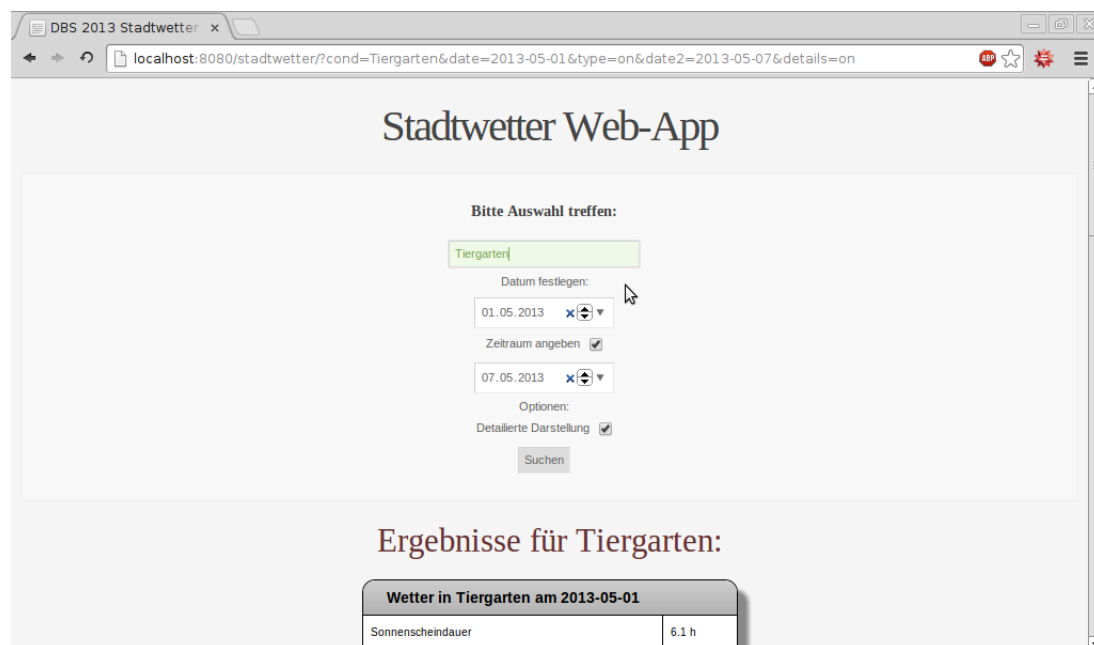 DBS 2013 Stadtwetter
localhost:8080/stadtwetter/?cond=Tiergarten&date=2013-05-01&type=on&date2=2013-05-07&details=on
ABP
Stadtwetter Web-App
Bitte Auswahl treffen:
Tiergarten
Datum festlegen:
01.05.2013
Zeitraum angeben
07.05.2013
Optionen:
Detailierte Darstellung
Suchen
Ergebnisse für Tiergarten:
Wetter in Tiergarten am 2013-05-01
Sonnenscheindauer 6.1 h